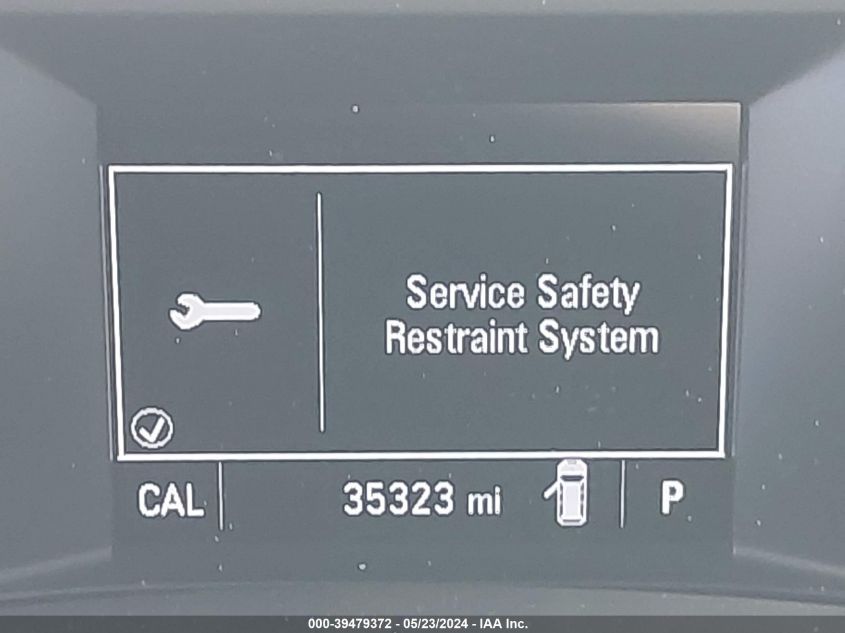 Service Safety
Restraint System
CAL 35323 mi P
000-39479372 - 05/23/2024 - IAA Inc.